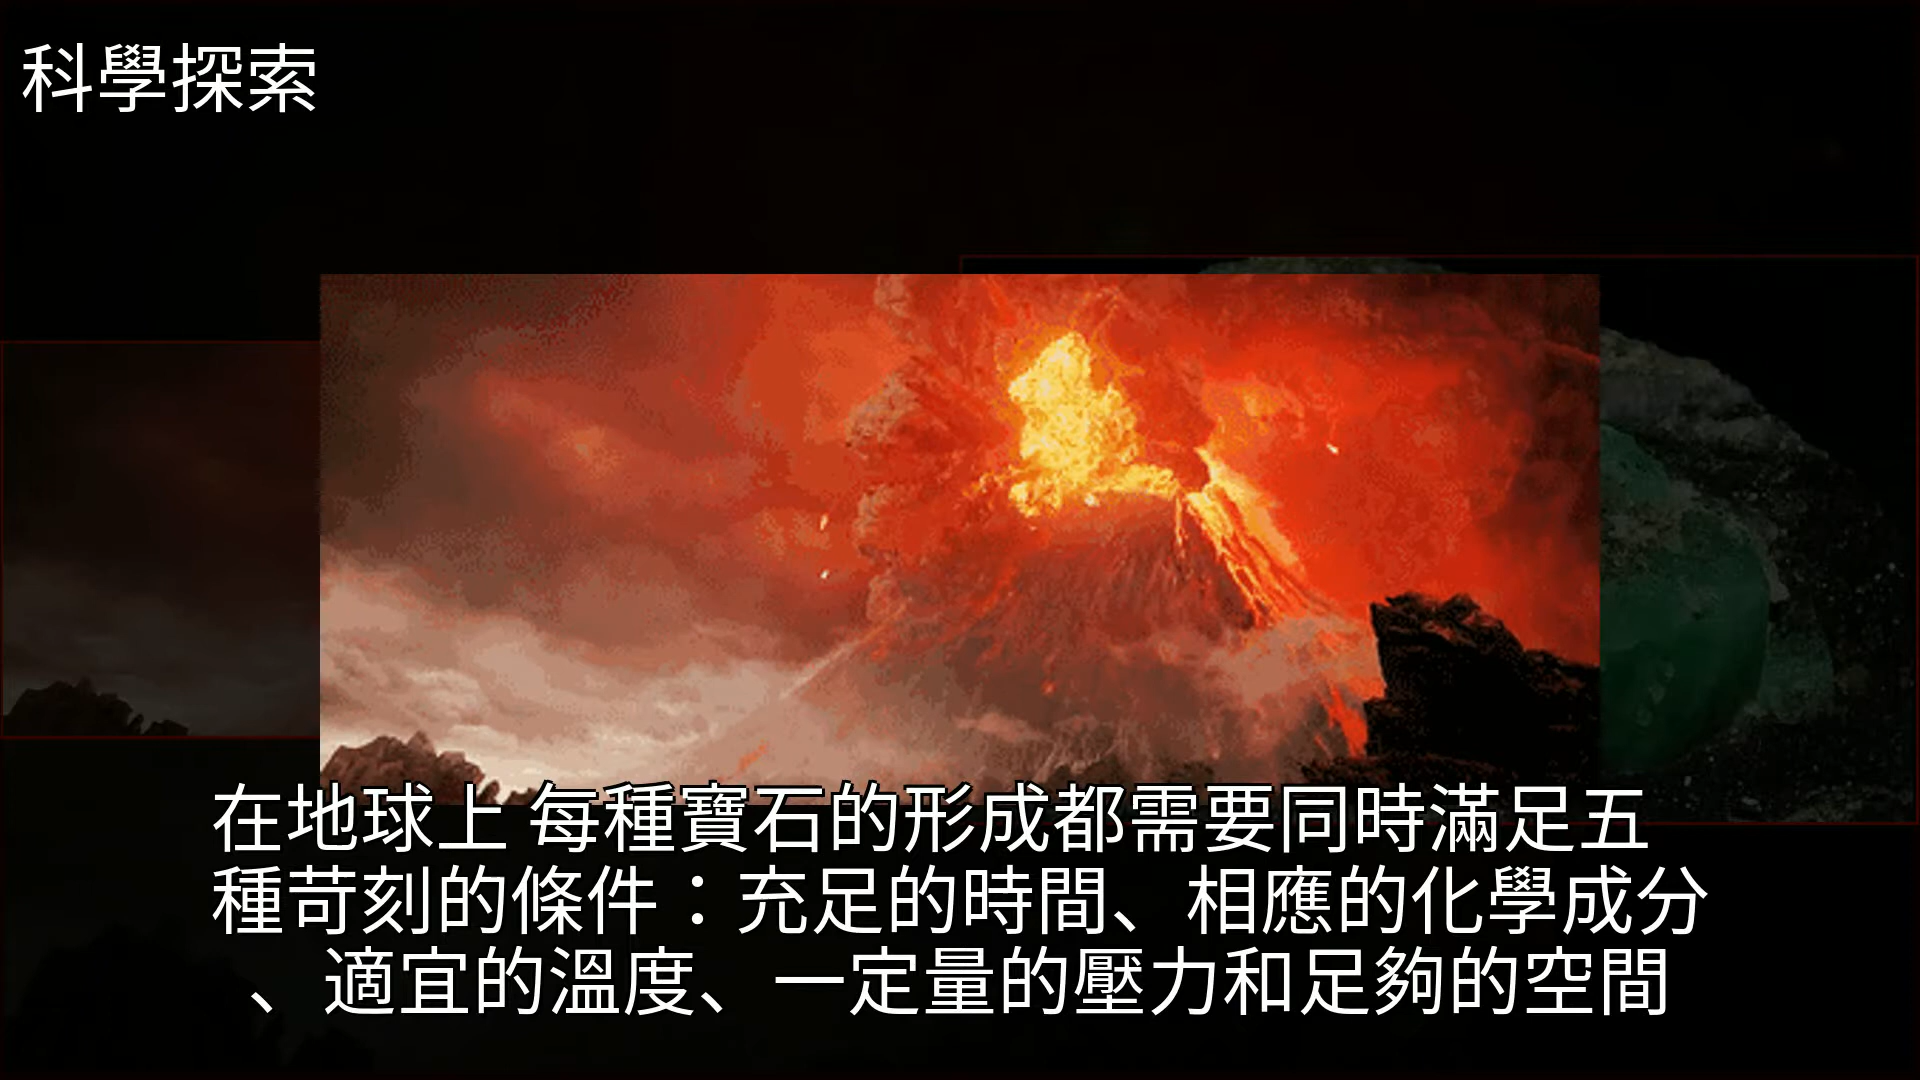 科學探索
在地球上 每種寶石的形成都需要同時滿足五
種苛刻的條件：充足的時間、相應的化學成分
、適宜的溫度、一定量的壓力和足夠的空間